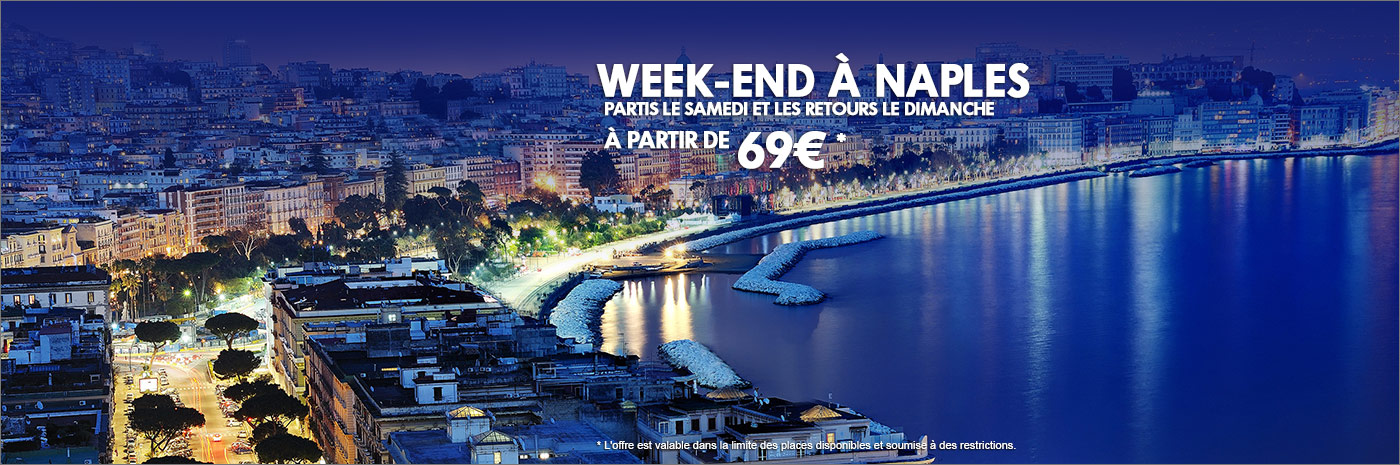 WEEK-END À NAPLES
PARTIS LE SAMEDI ET LES RETOURS LE DIMANCHE
À PARTIR DE 69€ *
* L'offre est valable dans la limite des places disponibles et soumise à des restrictions.